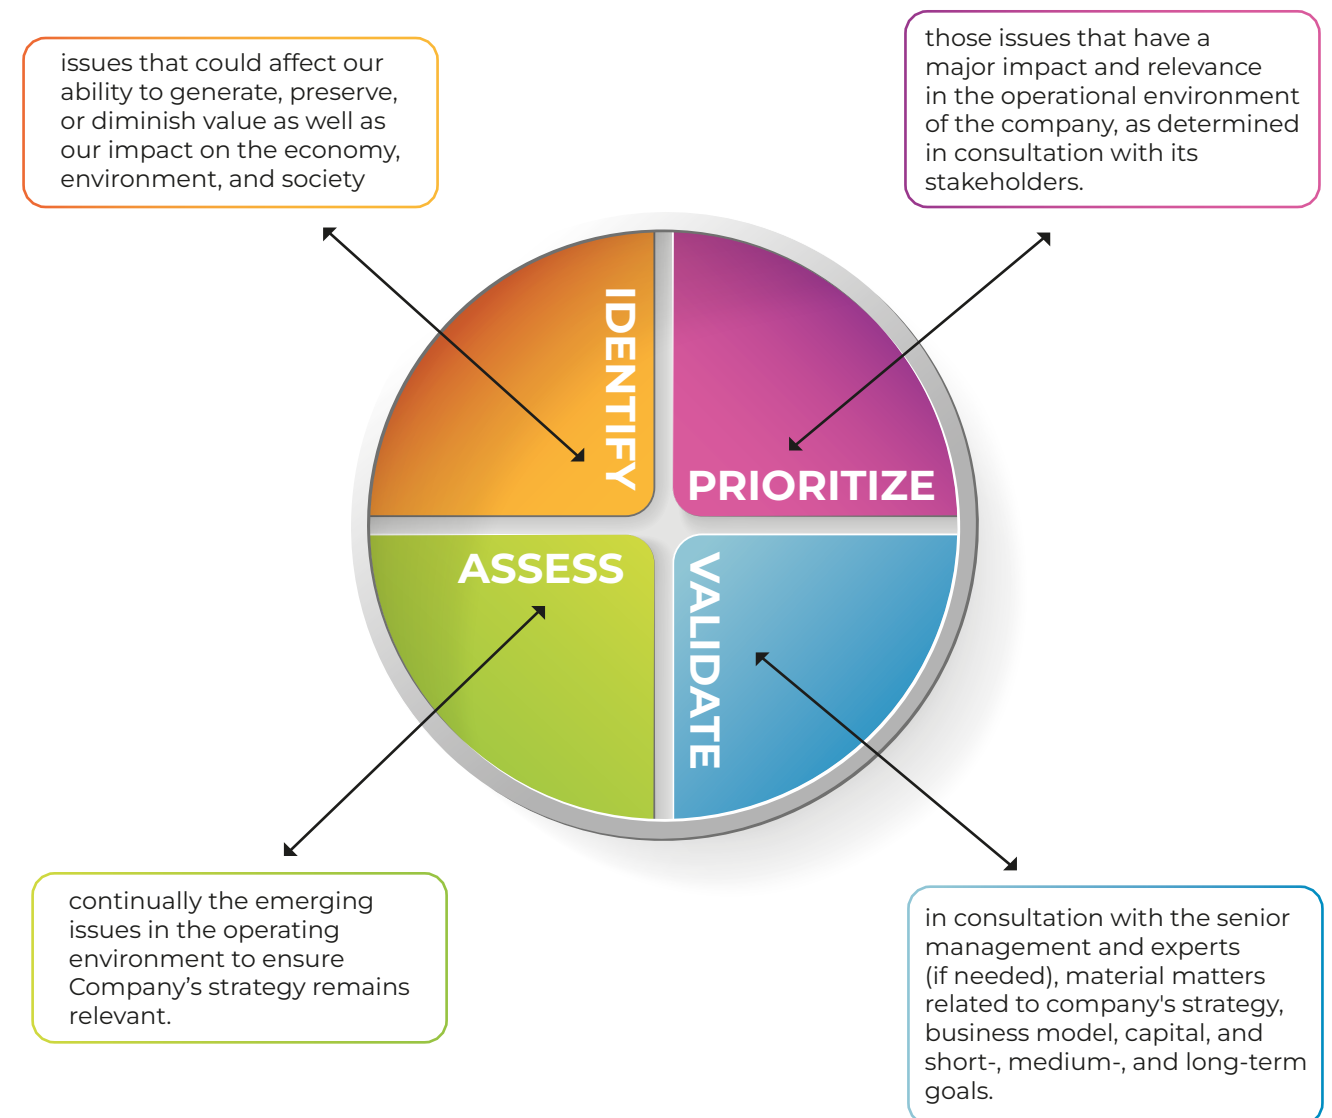 issues that could affect our
ability to generate, preserve,
or diminish value as well as
our impact on the economy,
environment, and society
those issues that have a
major impact and relevance
in the operational environment
of the company, as determined
in consultation with its
stakeholders.
IDENTIFY
PRIORITIZE
ASSESS
VALIDATE
continually the emerging
issues in the operating
environment to ensure
Company’s strategy remains
relevant.
in consultation with the senior
management and experts
(if needed), material matters
related to company's strategy,
business model, capital, and
short-, medium-, and long-term
goals.